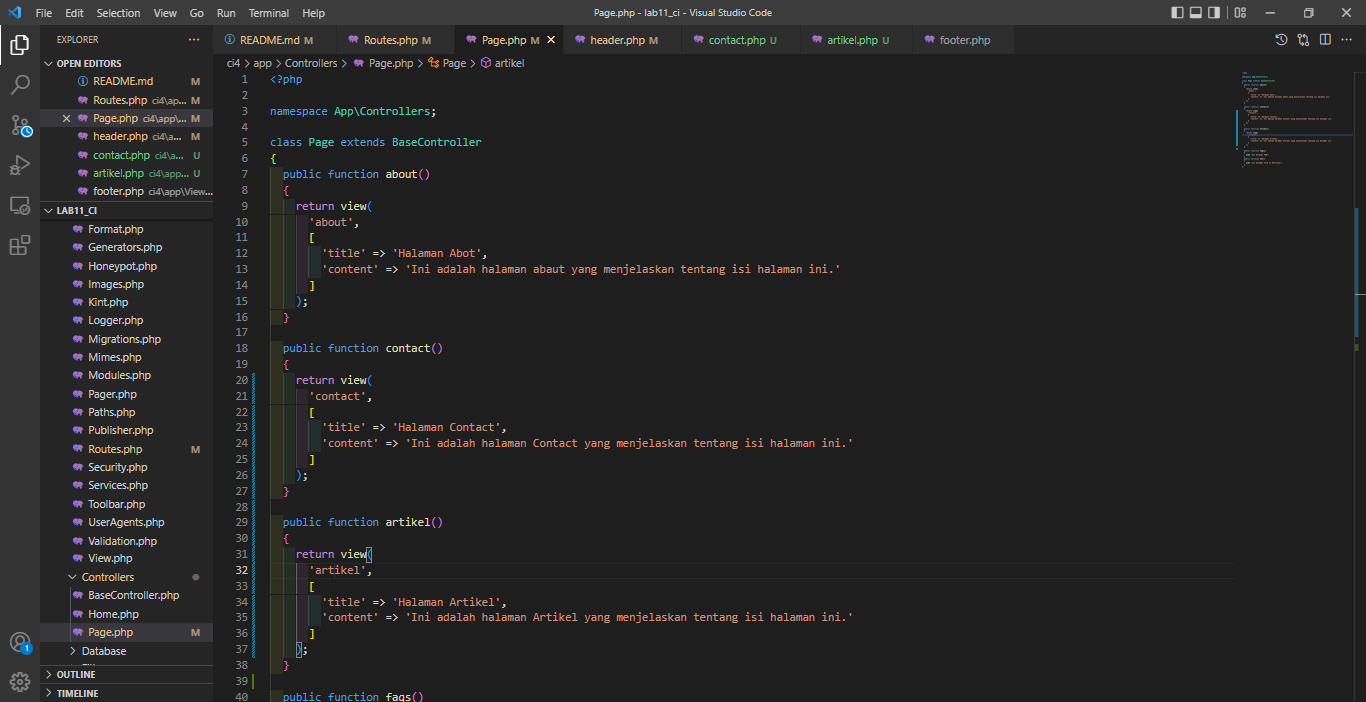 File Edit Selection View Go Run Terminal Help
Page.php - lab11_ci - Visual Studio Code
EXPLORER
README.md M
Routes.php M
Page.php M
header.php M
contact.php U
artikel.php U
footer.php
OPEN EDITORS
README.md M
Routes.php ci4\ap... M
Page.php ci4\app\... M
header.php ci4\a... M
contact.php ci4\a... U
artikel.php ci4\app... U
footer.php ci4\app\View...
LAB11_CI
Format.php
Generators.php
Honeypot.php
Images.php
Kint.php
Logger.php
Migrations.php
Mimes.php
Modules.php
Pager.php
Paths.php
Publisher.php
Routes.php M
Security.php
Services.php
Toolbar.php
UserAgents.php
Validation.php
View.php
Controllers
BaseController.php
Home.php
Page.php M
Database
OUTLINE
TIMELINE
1
ci4 > app > Controllers > Page.php > Page > artikel
1 <?php
2
3 namespace App\Controllers;
4
5 class Page extends BaseController
6 {
7 public function about()
8 {
9 return view(
10 'about',
11 [
12 'title' => 'Halaman Abot',
13 'content' => 'Ini adalah halaman abaut yang menjelaskan tentang isi halaman ini.'
14 ]
15 );
16 }
17
18 public function contact()
19 {
20 return view(
21 'contact',
22 [
23 'title' => 'Halaman Contact',
24 'content' => 'Ini adalah halaman Contact yang menjelaskan tentang isi halaman ini.'
25 ]
26 );
27 }
28
29 public function artikel()
30 {
31 return view(
32 'artikel',
33 [
34 'title' => 'Halaman Artikel',
35 'content' => 'Ini adalah halaman Artikel yang menjelaskan tentang isi halaman ini.'
36 ]
37 );
38 }
39
40 public function faqs()